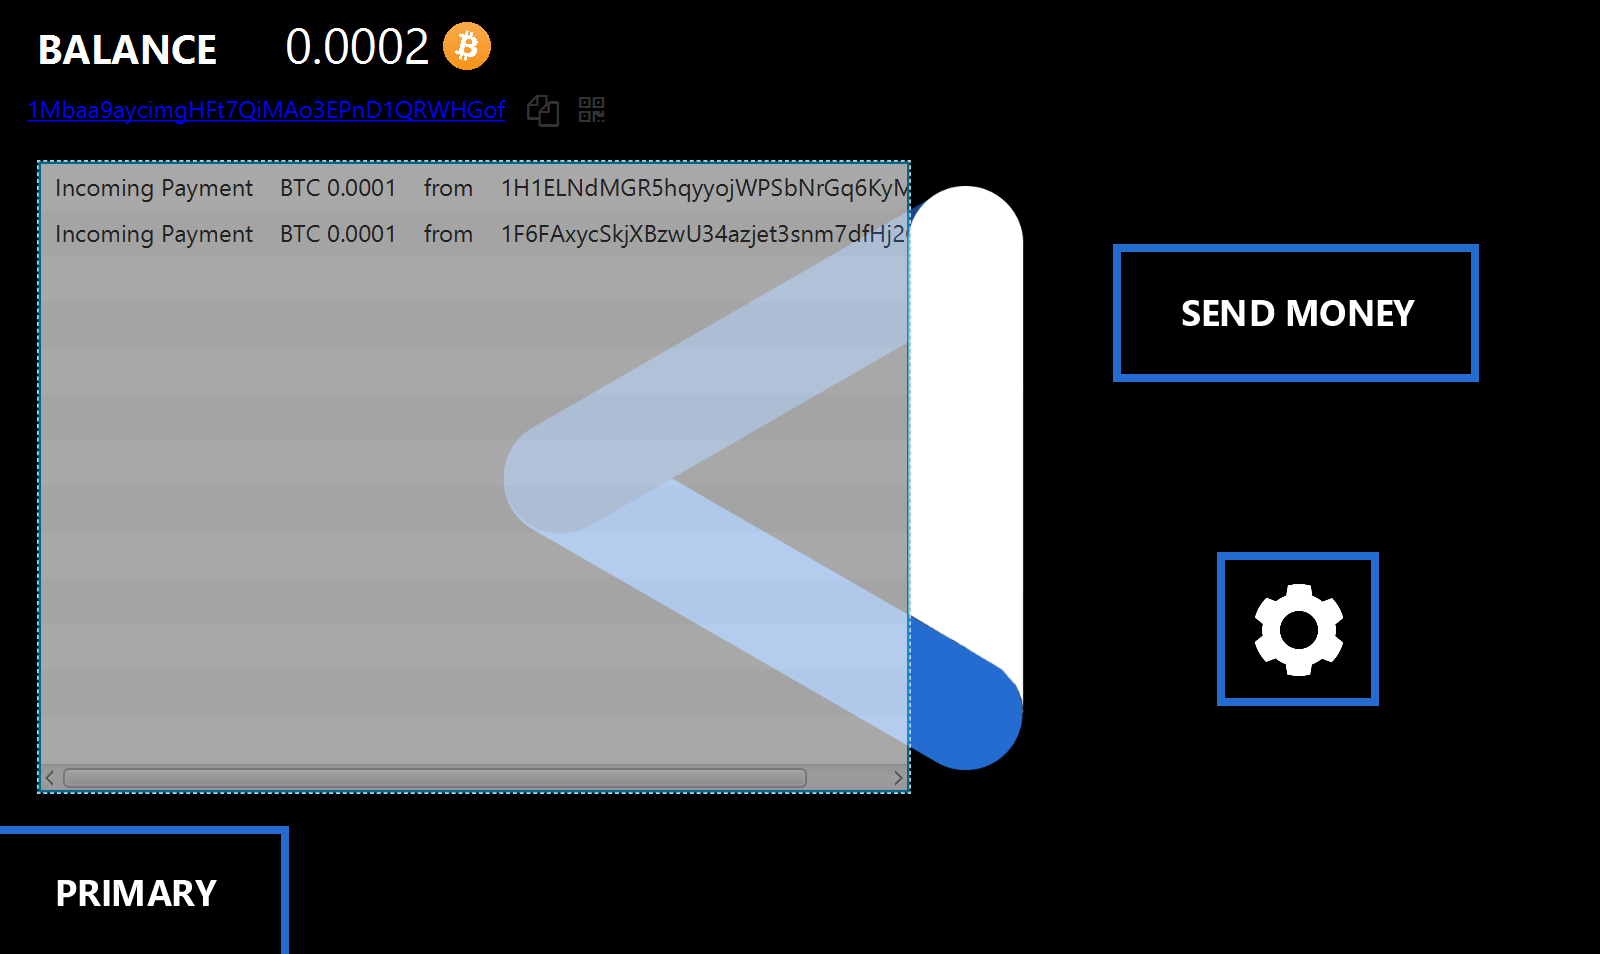 BALANCE 0.0002
1Mbaa9aycimgHFt7QiMAo3EPnD1QRWHGof
Incoming Payment BTC 0.0001 from 1H1ELNdMGR5hqyyojWPSbNrGq6KyM
Incoming Payment BTC 0.0001 from 1F6FAxycSkjXBzwU34azjet3snm7dfHj2
SEND MONEY
PRIMARY